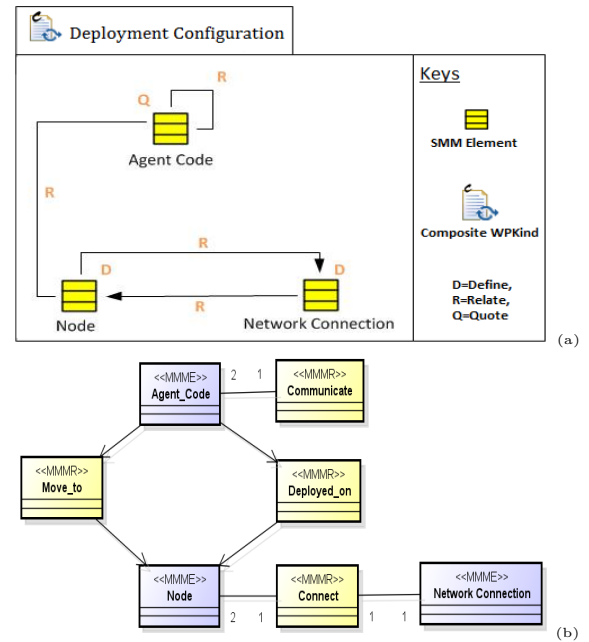 Deployment Configuration
Keys
R
Q
SMM Element
Agent Code
R
Composite WPKind
R
D
D
R
D=Define,
R=Relate,
Q=Quote
Node
Network Connection
(a)
<<MMME>>
Agent_Code
2
1
<<MMMR>>
Communicate
<<MMMR>>
Move_to
<<MMMR>>
Deployed_on
<<MMME>>
Node
2
1
<<MMMR>>
Connect
1
1
<<MMME>>
Network Connection
(b)